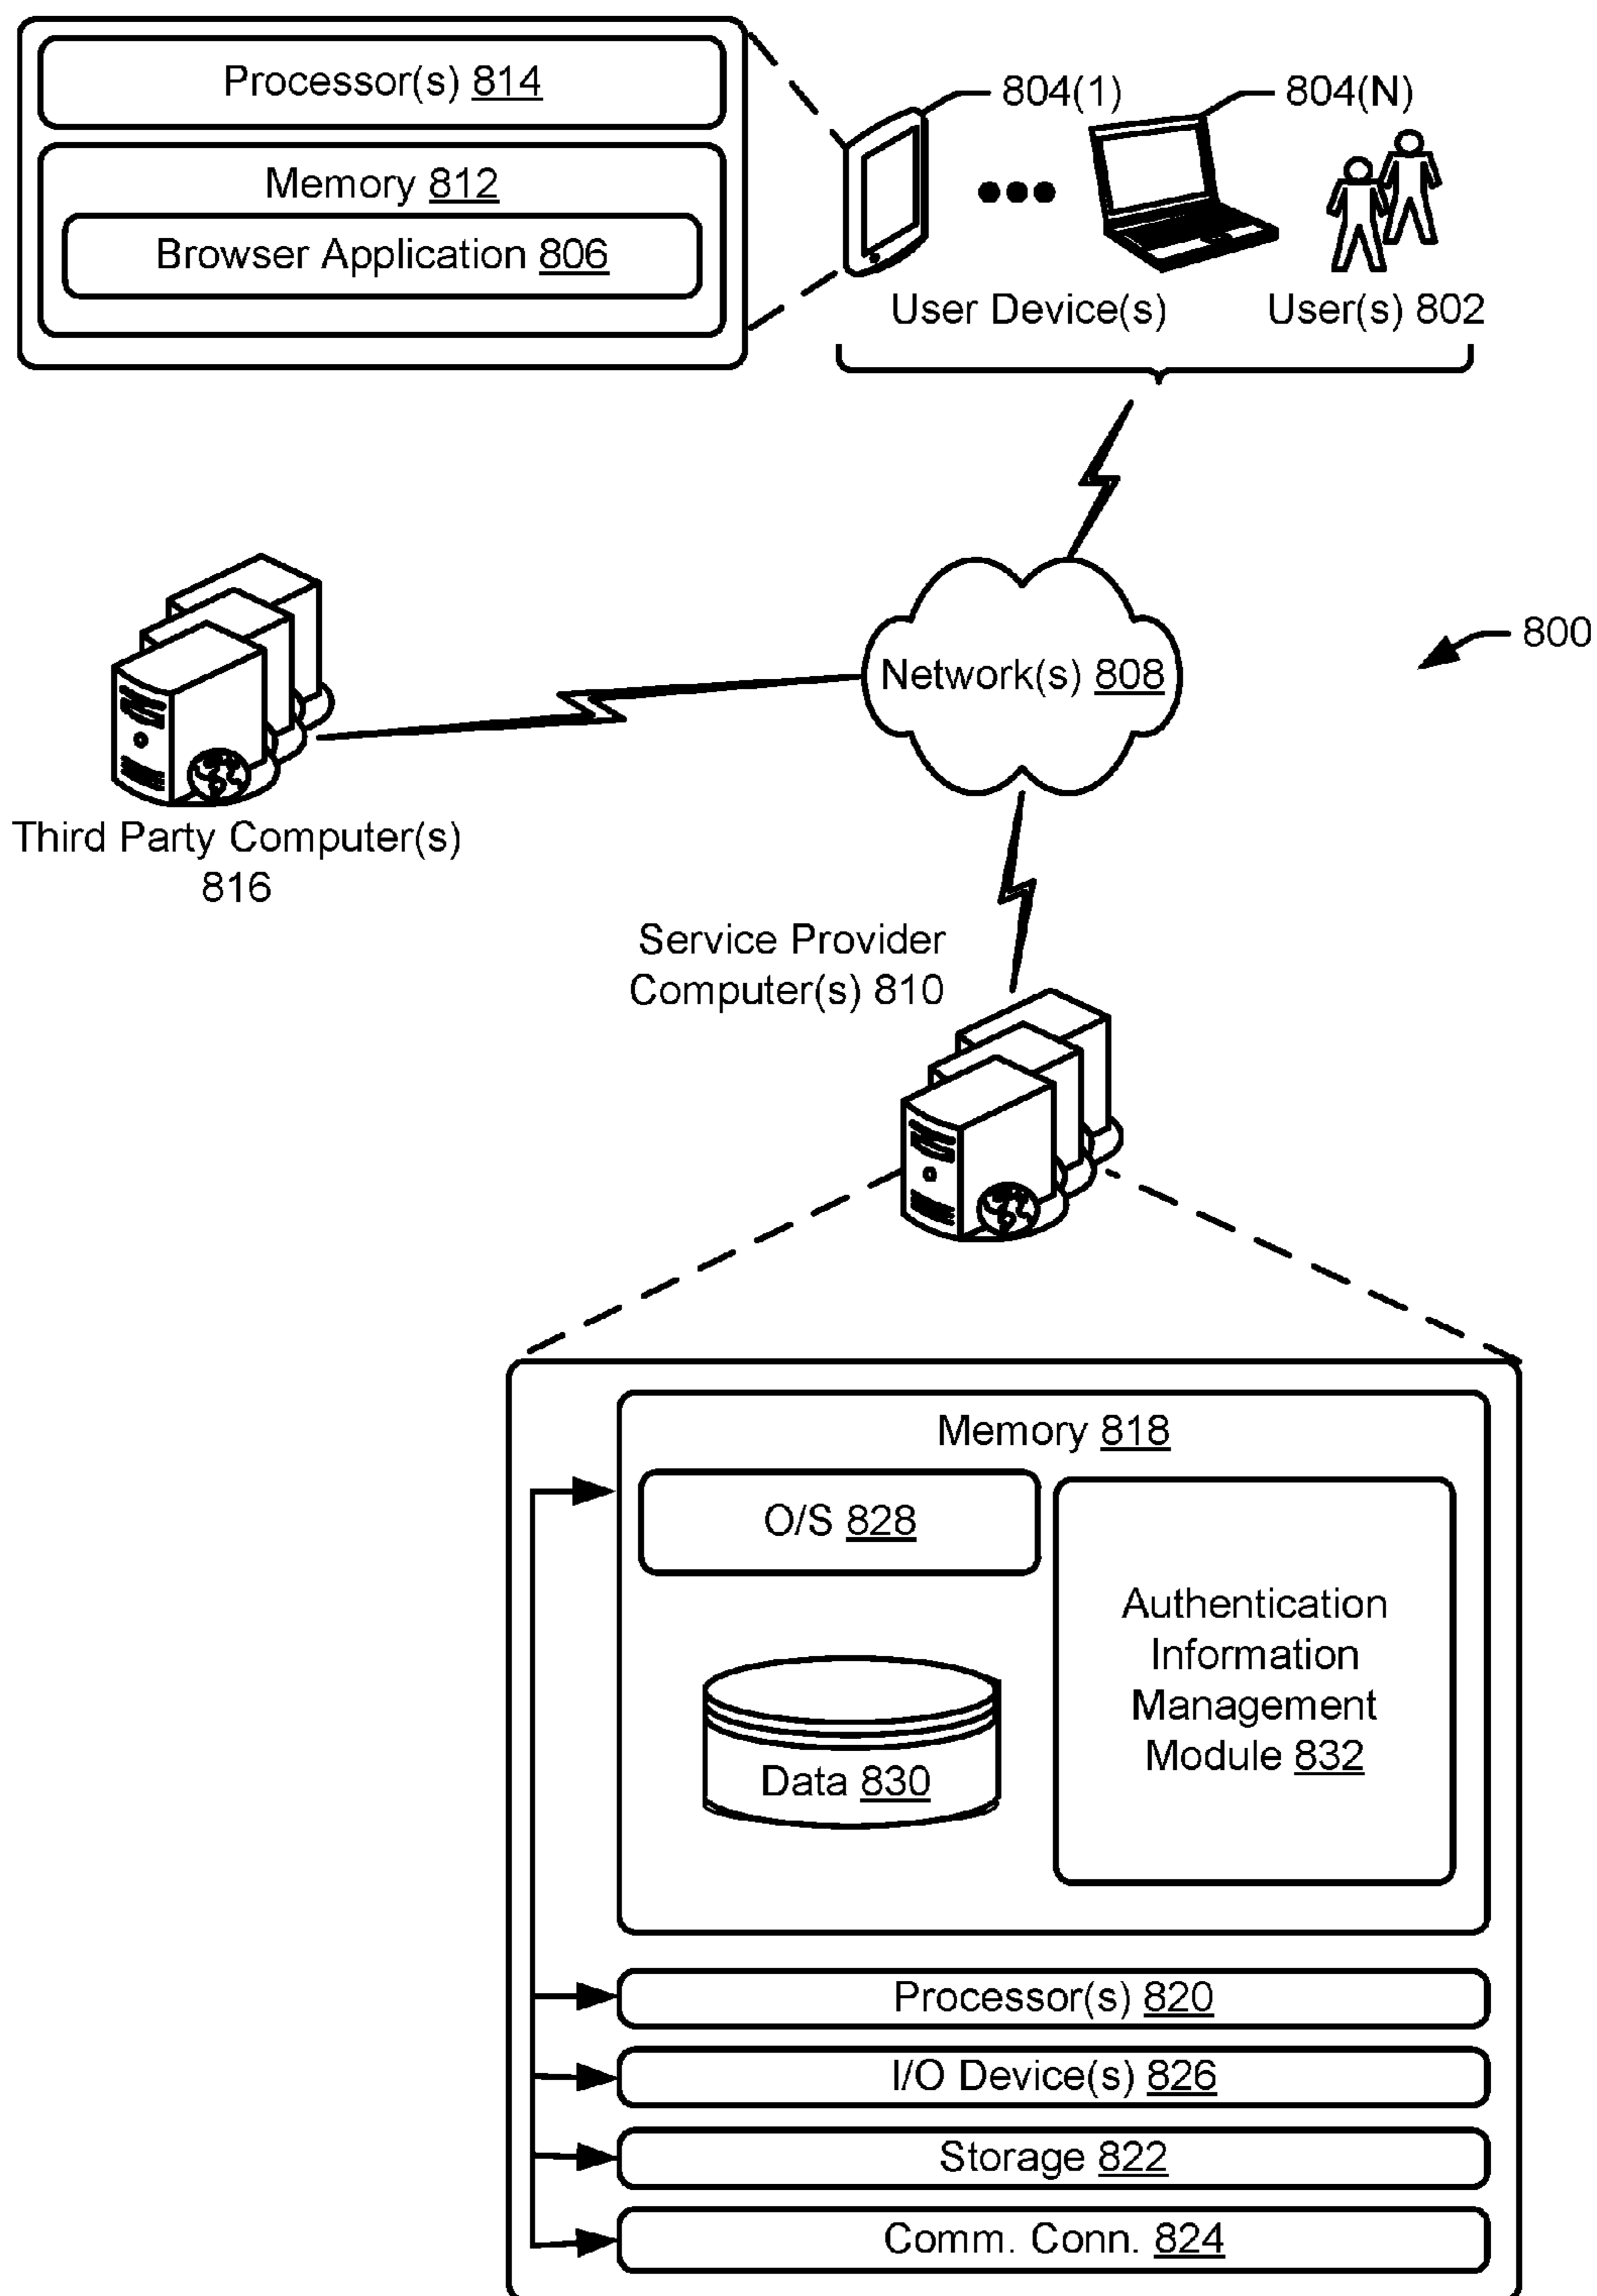 Processor(s) 814
Memory 812
Browser Application 806
804(1)
804(N)
User Device(s)
User(s) 802
Network(s) 808
800
Third Party Computer(s)
816
Service Provider
Computer(s) 810
Memory 818
O/S 828
Data 830
Authentication
Information
Management
Module 832
Processor(s) 820
I/O Device(s) 826
Storage 822
Comm. Conn. 824